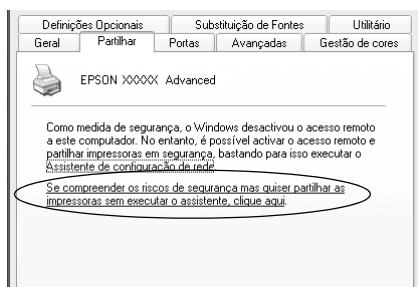 Definições Opcionais Substituição de Fontes Utilitário
Geral Partilhar Portas Avançadas Gestão de cores
EPSON XXXXX Advanced
Como medida de segurança, o Windows desactivou o acesso remoto
a este computador. No entanto, é possível activar o acesso remoto e
partilhar impressoras em segurança, bastando para isso executar o
Assistente de configuração de rede.
Se compreender os riscos de segurança mas quiser partilhar as
impressoras sem executar o assistente, clique aqui.